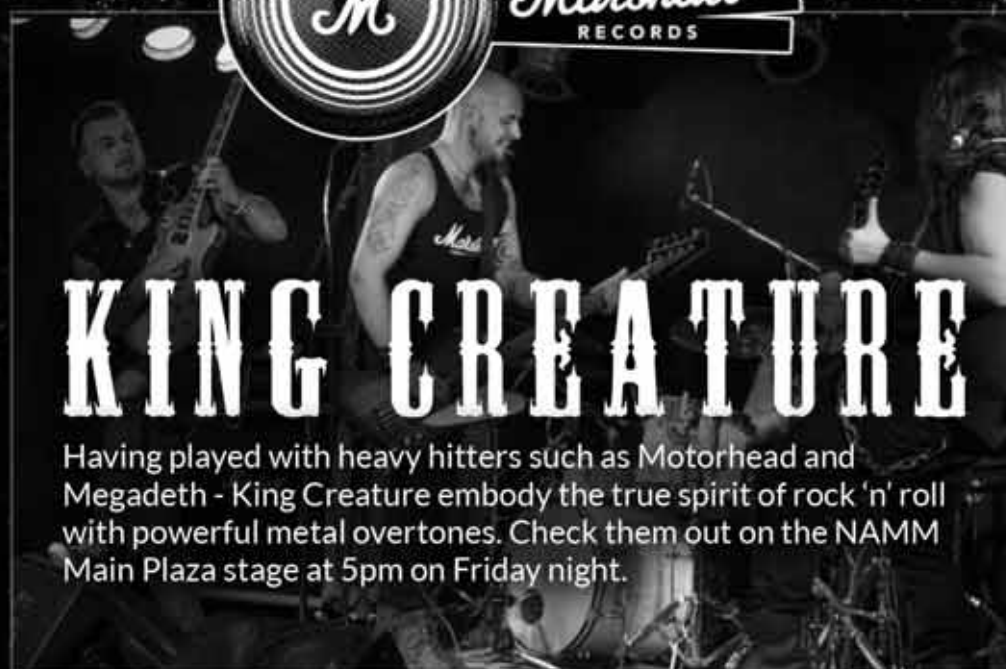 M
Marshall
RECORDS
Marshall
KING CREATURE
Having played with heavy hitters such as Motorhead and
Megadeth - King Creature embody the true spirit of rock ‘n’ roll
with powerful metal overtones. Check them out on the NAMM
Main Plaza stage at 5pm on Friday night.